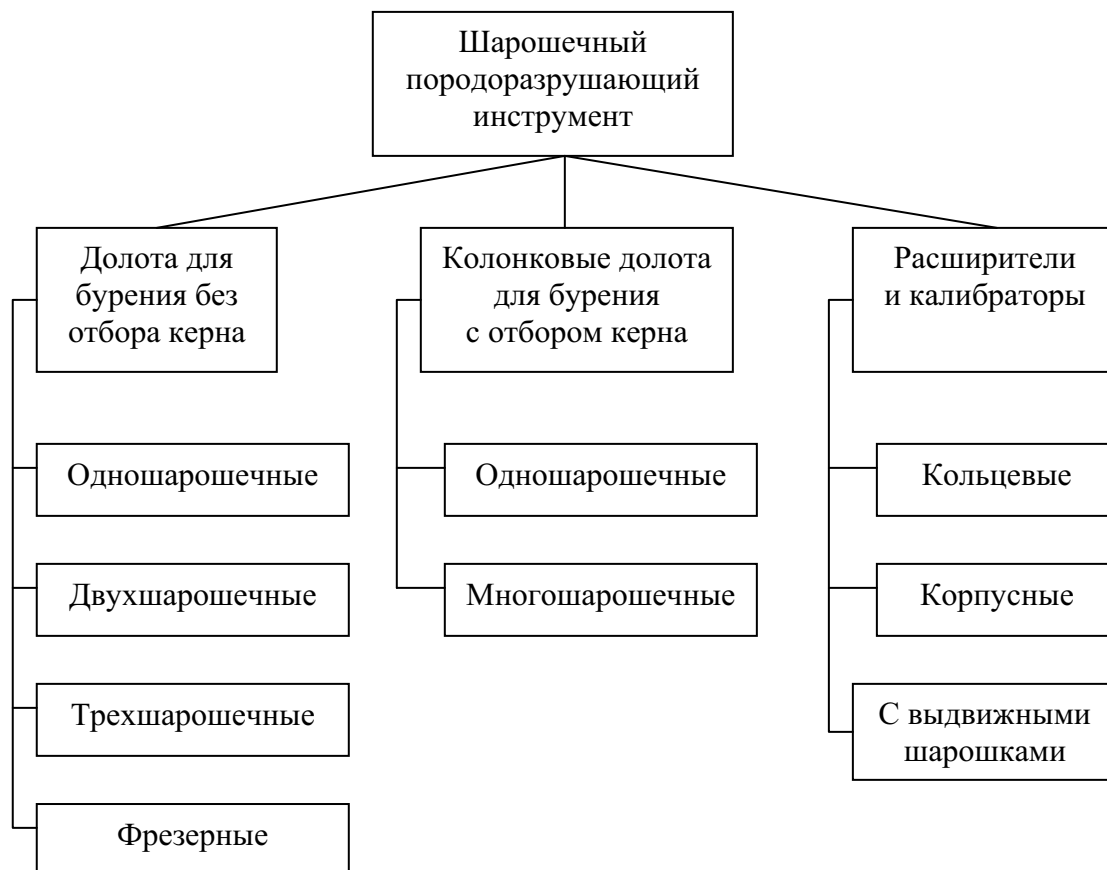 Шарошечный
породоразрушающий
инструмент
Долота для
бурения без
отбора керна
Одношарошечные
Двухшарошечные
Трехшарошечные
Фрезерные
Колонковые долота
для бурения
с отбором керна
Одношарошечные
Многошарошечные
Расширители
и калибраторы
Кольцевые
Корпусные
С выдвижными
шарошками